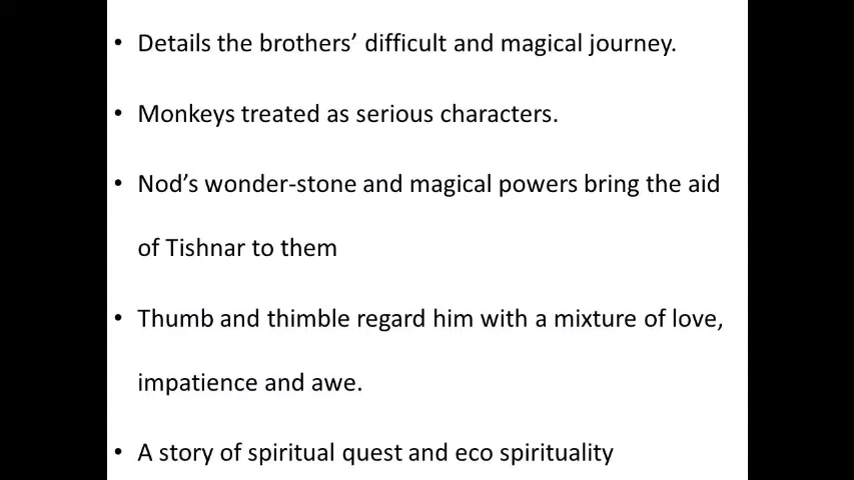 • Details the brothers’ difficult and magical journey.
• Monkeys treated as serious characters.
• Nod’s wonder-stone and magical powers bring the aid
of Tishnar to them
• Thumb and thimble regard him with a mixture of love,
impatience and awe.
• A story of spiritual quest and eco spirituality